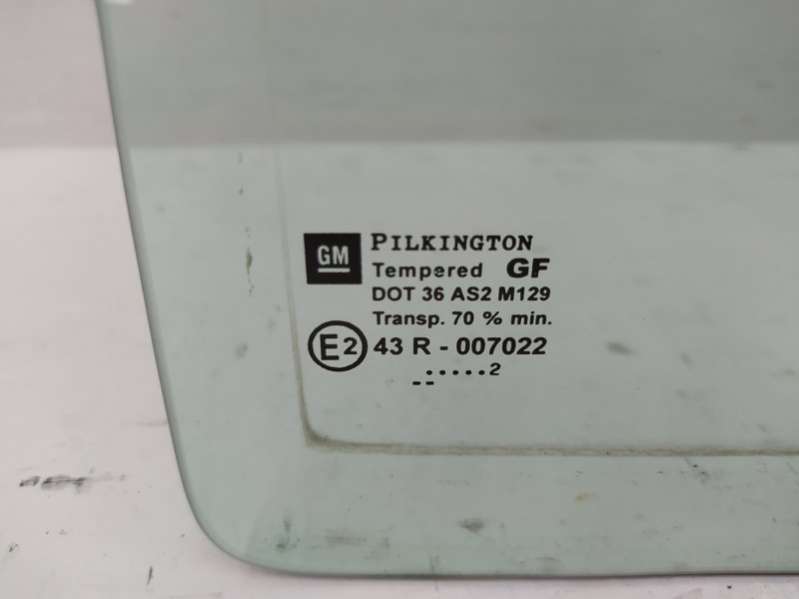 GM
PILKINGTON
Tempered GF
DOT 36 AS2 M129
Transp. 70 % min.
E2 43 R - 007022
.....2
--